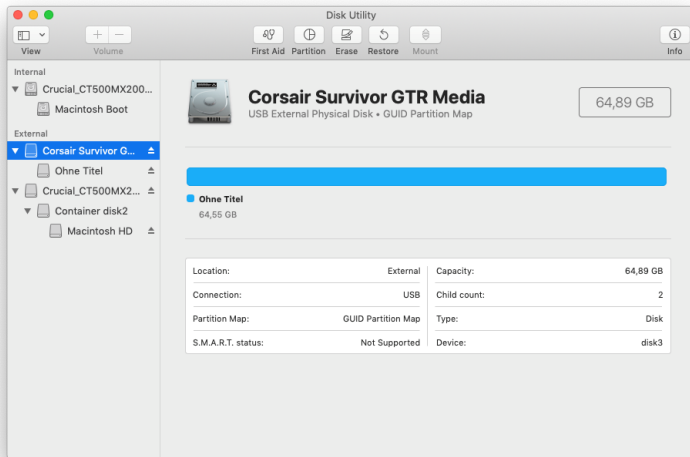 Disk Utility
View
Volume
First Aid
Partition
Erase
Restore
Mount
Info
Internal
Crucial_CT500MX200...
Macintosh Boot
External
Corsair Survivor G...
Ohne Titel
Crucial_CT500MX2...
Container disk2
Macintosh HD
Corsair Survivor GTR Media
USB External Physical Disk • GUID Partition Map
64,89 GB
Ohne Titel
64,55 GB
Location: External
Capacity: 64,89 GB
Connection: USB
Child count: 2
Partition Map: GUID Partition Map
Type: Disk
S.M.A.R.T. status: Not Supported
Device: disk3